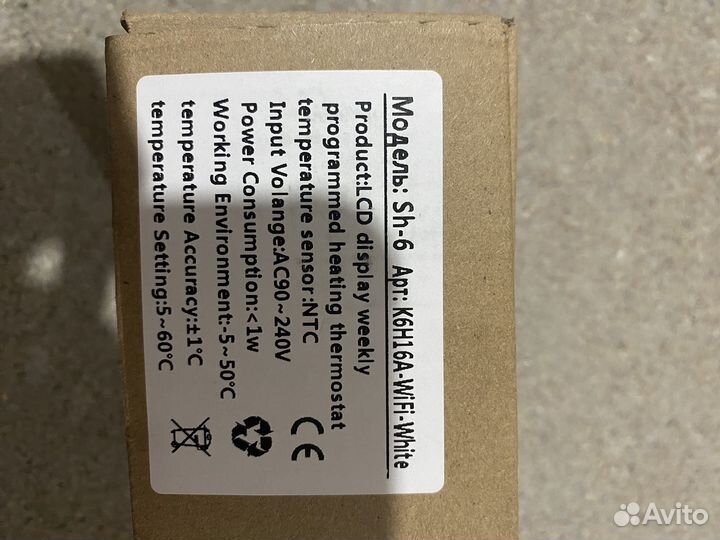 Модель: Sh-6 Арт: K6H16A-WiFi-White
Product:LCD display weekly
programmed heating thermostat
temperature sensor:NTC
Input Volange:AC90~240V
Power Consumption:<1w
Working Environment:-5~50℃
temperature Accuracy:±1℃
temperature Setting:5~60℃
CE
Avito